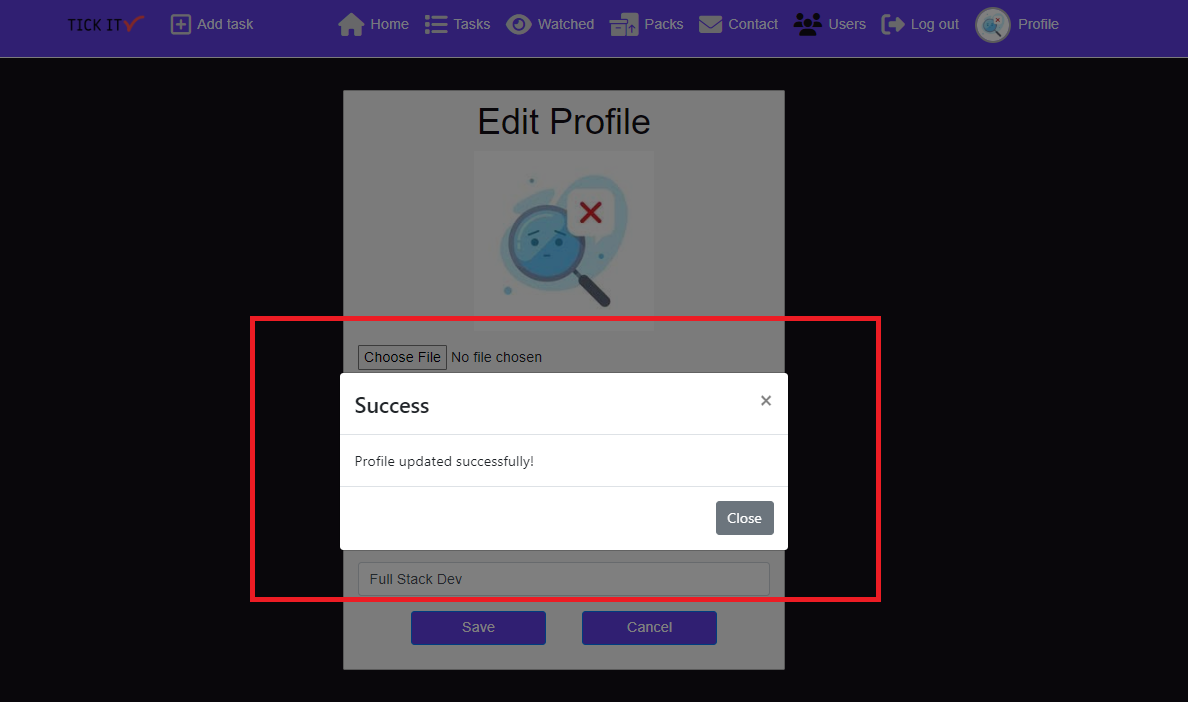 TICK IT Add task Home Tasks Watched Packs Contact Users Log out Profile
Edit Profile
Choose File No file chosen
Success ×
Profile updated successfully!
Close
Full Stack Dev
Save Cancel